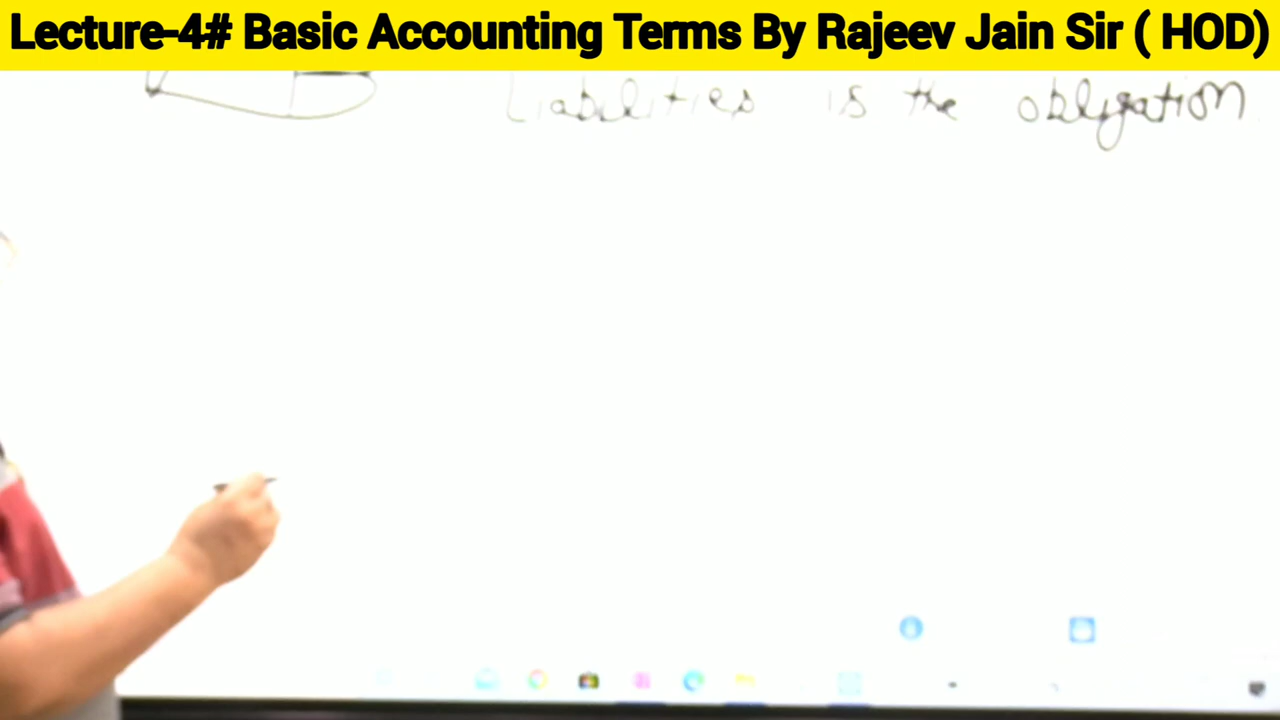 Lecture-4# Basic Accounting Terms By Rajeev Jain Sir ( HOD)
Liabilities is the obligation